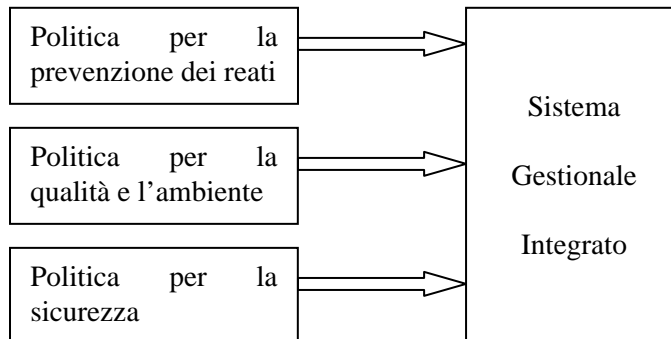 Politica per la
prevenzione dei reati
Politica per la
qualità e l’ambiente
Politica per la
sicurezza
Sistema
Gestionale
Integrato